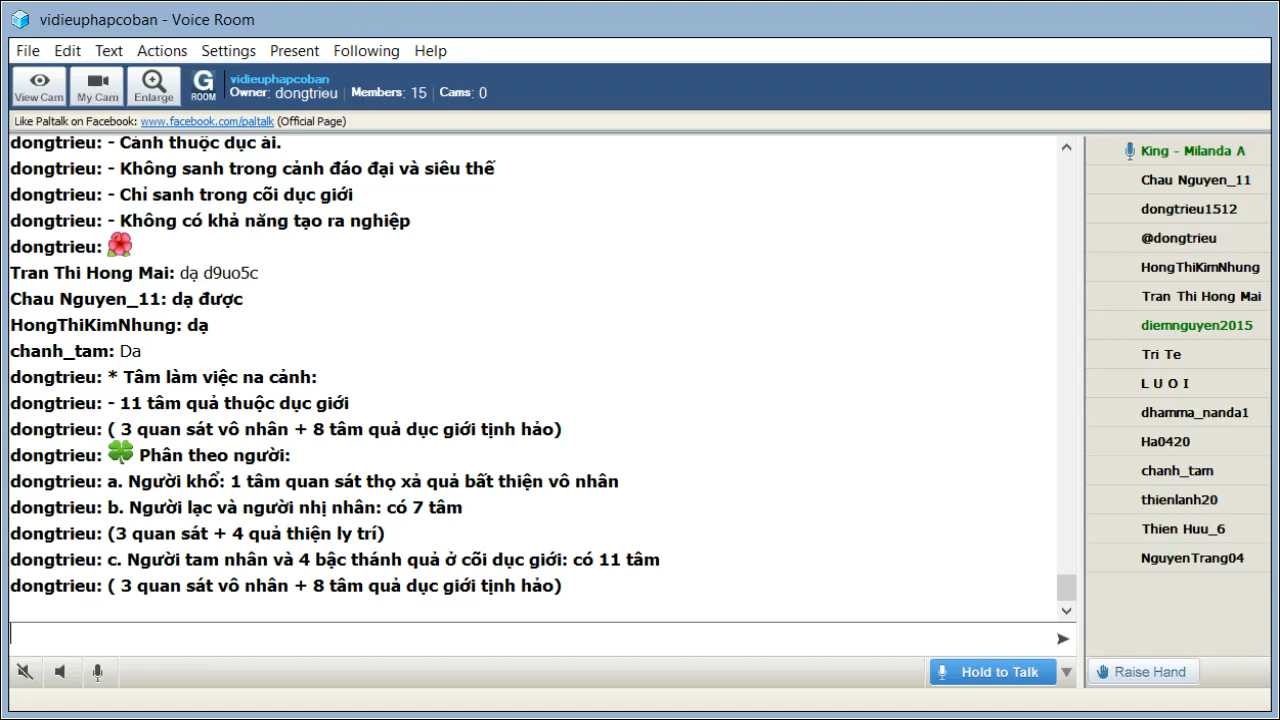 vidieuphapcoban - Voice Room
File Edit Text Actions Settings Present Following Help
View Cam My Cam Enlarge G ROOM
vidieuphapcoban
Owner: dongtrieu | Members: 15 | Cams: 0
Like Paltalk on Facebook: www.facebook.com/paltalk (Official Page)
dongtrieu: - Cảnh thuộc dục ái.
dongtrieu: - Không sanh trong cảnh đáo đại và siêu thế
dongtrieu: - Chỉ sanh trong cõi dục giới
dongtrieu: - Không có khả năng tạo ra nghiệp
dongtrieu:
Tran Thi Hong Mai: dạ d9uo5c
Chau Nguyen_11: dạ được
HongThiKimNhung: dạ
chanh_tam: Da
dongtrieu: * Tâm làm việc na cảnh:
dongtrieu: - 11 tâm quả thuộc dục giới
dongtrieu: ( 3 quan sát vô nhân + 8 tâm quả dục giới tịnh hảo)
dongtrieu: Phân theo người:
dongtrieu: a. Người khổ: 1 tâm quan sát thọ xả quả bất thiện vô nhân
dongtrieu: b. Người lạc và người nhị nhân: có 7 tâm
dongtrieu: (3 quan sát + 4 quả thiện ly trí)
dongtrieu: c. Người tam nhân và 4 bậc thánh quả ở cõi dục giới: có 11 tâm
dongtrieu: ( 3 quan sát vô nhân + 8 tâm quả dục giới tịnh hảo)
King - Milanda A
Chau Nguyen_11
dongtrieu1512
@dongtrieu
HongThiKimNhung
Tran Thi Hong Mai
diemnguyen2015
Tri Te
L U O I
dhamma_nanda1
Ha0420
chanh_tam
thienlanh20
Thien Huu_6
NguyenTrang04
Hold to Talk
Raise Hand